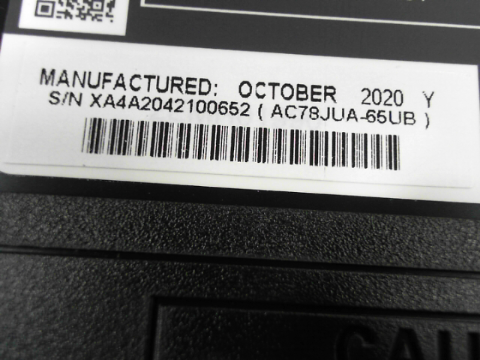 MANUFACTURED: OCTOBER 2020 Y
S/N XA4A2042100652 ( AC78JUA-65UB )